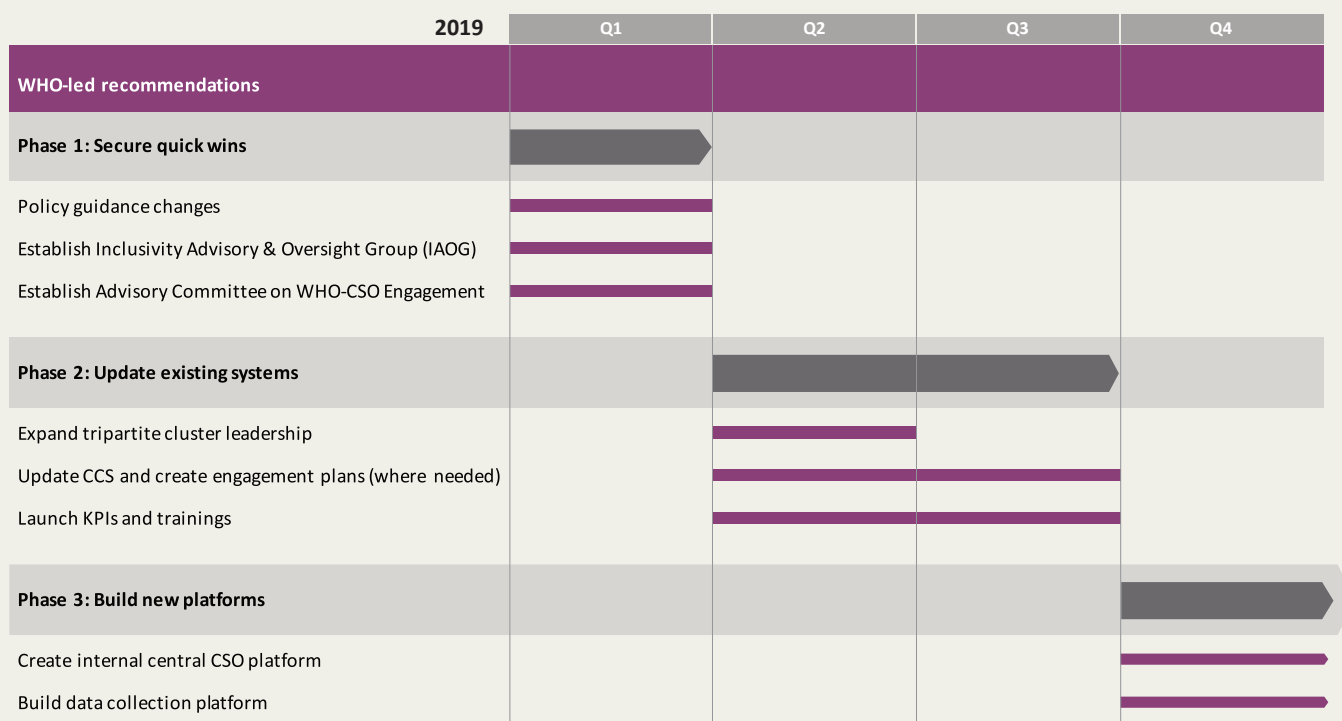 2019 Q1 Q2 Q3 Q4
WHO-led recommendations
Phase 1: Secure quick wins
Policy guidance changes
Establish Inclusivity Advisory & Oversight Group (IAOG)
Establish Advisory Committee on WHO-CSO Engagement
Phase 2: Update existing systems
Expand tripartite cluster leadership
Update CCS and create engagement plans (where needed)
Launch KPIs and trainings
Phase 3: Build new platforms
Create internal central CSO platform
Build data collection platform